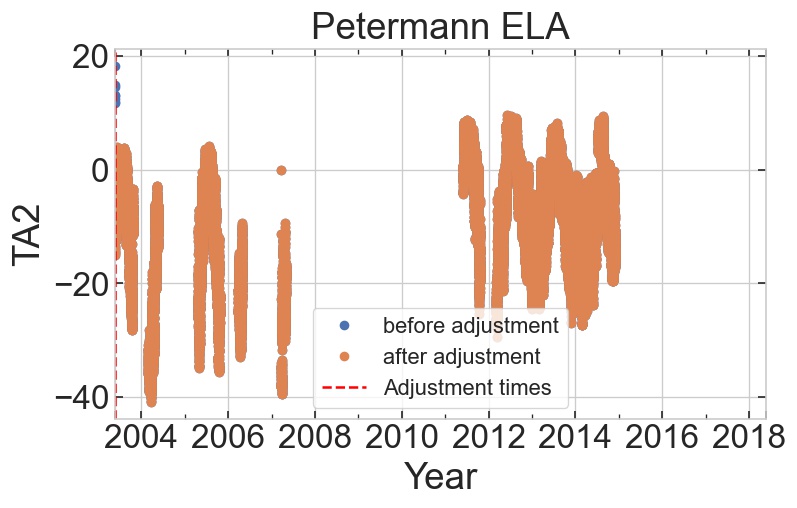 Petermann ELA
20
0
−20
−40
TA2
before adjustment
after adjustment
Adjustment times
2004 2006 2008 2010 2012 2014 2016 2018
Year